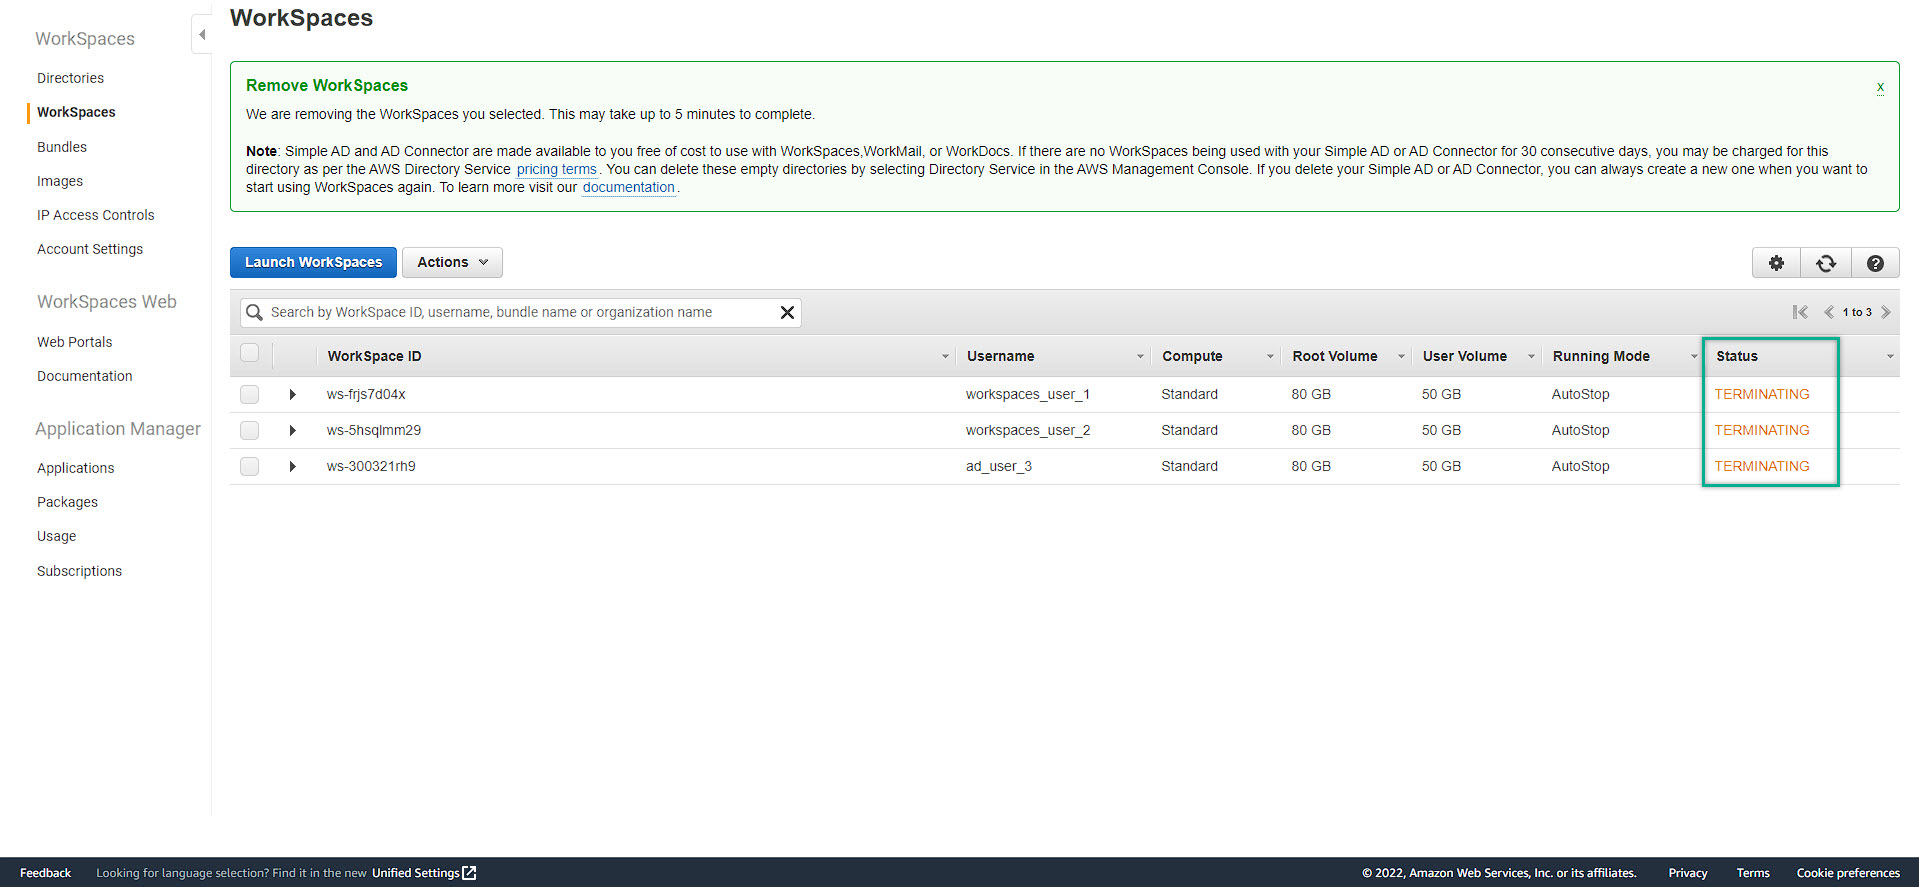 WorkSpaces
Directories
WorkSpaces
Bundles
Images
IP Access Controls
Account Settings
WorkSpaces Web
Web Portals
Documentation
Application Manager
Applications
Packages
Usage
Subscriptions
WorkSpaces
Remove WorkSpaces
x
We are removing the WorkSpaces you selected. This may take up to 5 minutes to complete.
Note: Simple AD and AD Connector are made available to you free of cost to use with WorkSpaces,WorkMail, or WorkDocs. If there are no WorkSpaces being used with your Simple AD or AD Connector for 30 consecutive days, you may be charged for this
directory as per the AWS Directory Service pricing terms. You can delete these empty directories by selecting Directory Service in the AWS Management Console. If you delete your Simple AD or AD Connector, you can always create a new one when you want to
start using WorkSpaces again. To learn more visit our documentation.
Launch WorkSpaces Actions
Search by WorkSpace ID, username, bundle name or organization name
1 to 3
WorkSpace ID Username Compute Root Volume User Volume Running Mode Status
ws-frjs7d04x workspaces_user_1 Standard 80 GB 50 GB AutoStop TERMINATING
ws-5hsqlmm29 workspaces_user_2 Standard 80 GB 50 GB AutoStop TERMINATING
ws-300321rh9 ad_user_3 Standard 80 GB 50 GB AutoStop TERMINATING
Feedback Looking for language selection? Find it in the new Unified Settings © 2022, Amazon Web Services, Inc. or its affiliates. Privacy Terms Cookie preferences